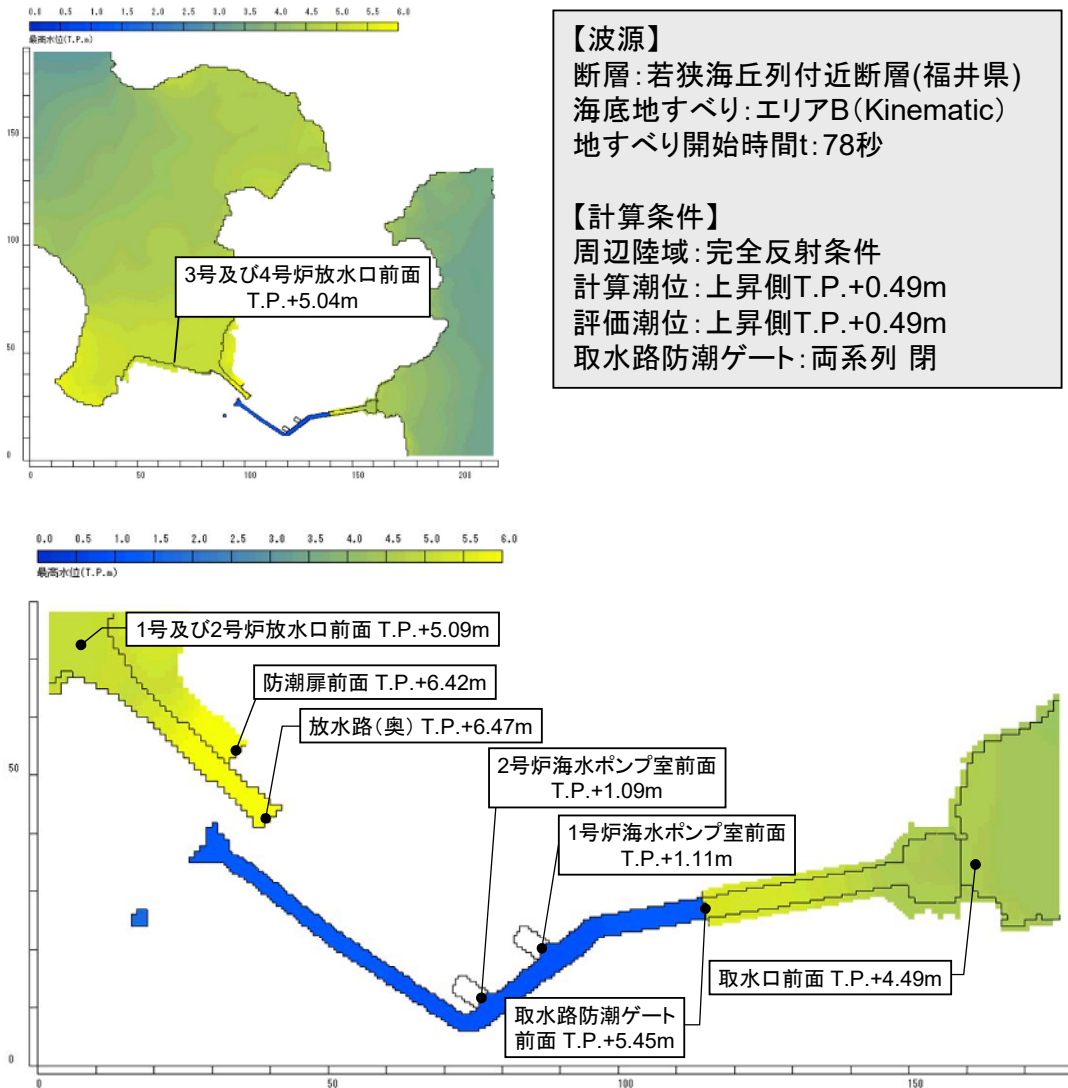 0.0 0.5 1.0 1.5 2.0 2.5 3.0 3.5 4.0 4.5 5.0 5.5 6.0
最高水位(T.P.m)
150
100
50
0
0 50 100 150 200
3号及び4号炉放水口前面
T.P.+5.04m
【波源】
断層:若狭海丘列付近断層(福井県)
海底地すべり:エリアB(Kinematic)
地すべり開始時間t:78秒
【計算条件】
周辺陸域:完全反射条件
計算潮位:上昇側T.P.+0.49m
評価潮位:上昇側T.P.+0.49m
取水路防潮ゲート:両系列 閉
0.0 0.5 1.0 1.5 2.0 2.5 3.0 3.5 4.0 4.5 5.0 5.5 6.0
最高水位(T.P.m)
1号及び2号炉放水口前面 T.P.+5.09m
防潮扉前面 T.P.+6.42m
放水路(奥) T.P.+6.47m
2号炉海水ポンプ室前面
T.P.+1.09m
1号炉海水ポンプ室前面
T.P.+1.11m
取水口前面 T.P.+4.49m
取水路防潮ゲート
前面 T.P.+5.45m
50
0
0 50 100 150